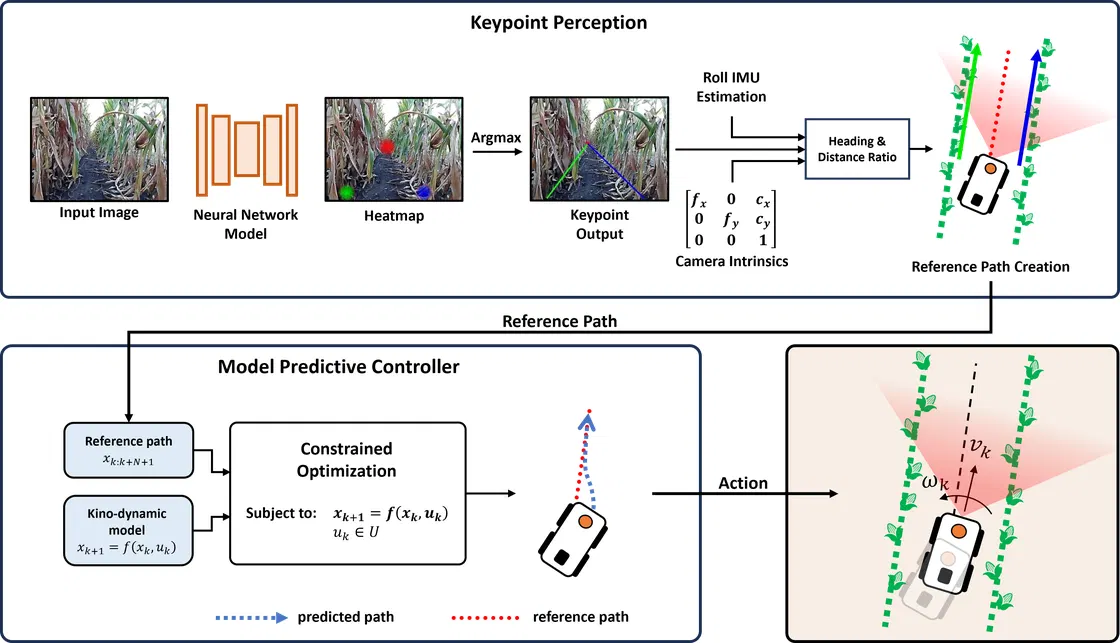 Keypoint Perception
Input Image
Neural Network
Model
Heatmap
Argmax
Keypoint
Output
Roll IMU
Estimation
f_x 0 c_x
0 f_y c_y
0 0 1
Camera Intrinsics
Heading &
Distance Ratio
Reference Path Creation
Reference Path
Model Predictive Controller
Reference path
x_{k:k+N+1}
Kino-dynamic
model
x_{k+1} = f(x_k, u_k)
Constrained
Optimization
Subject to: x_{k+1} = f(x_k, u_k)
u_k ∈ U
predicted path
reference path
Action
v_k
ω_k